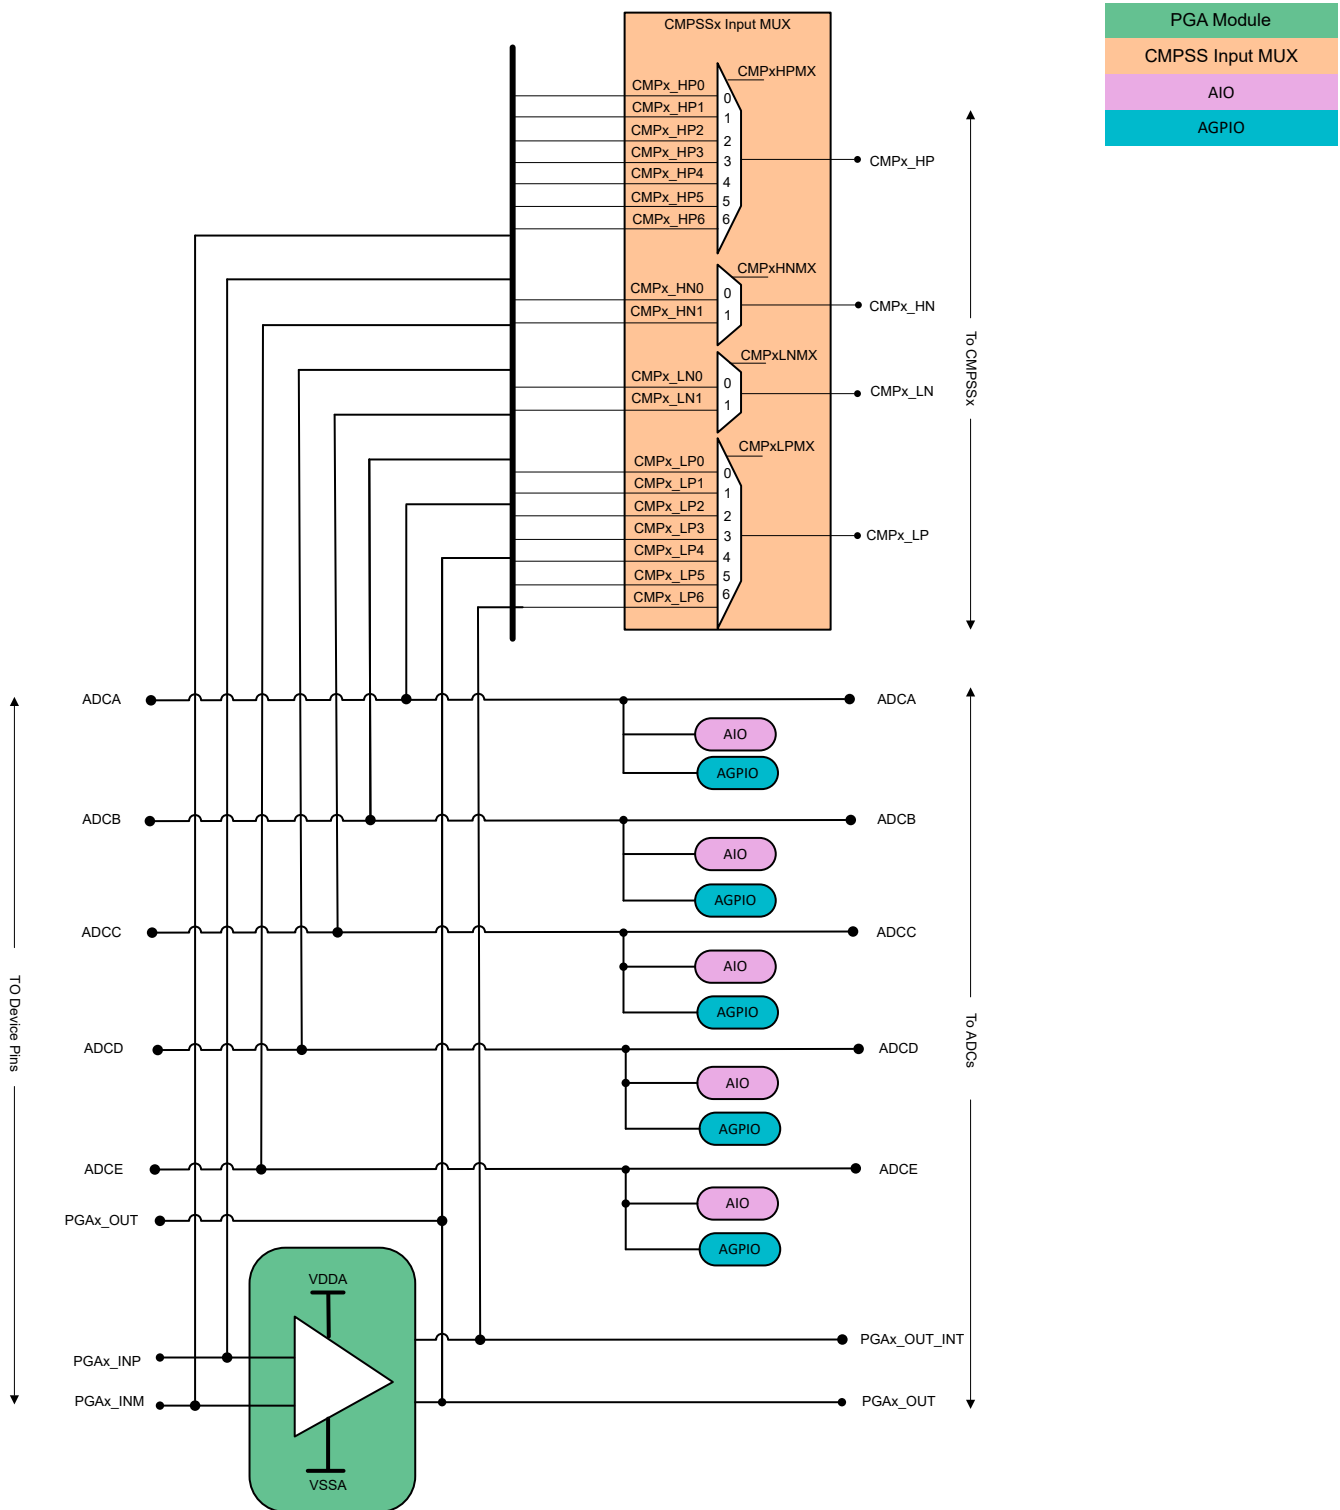 PGA Module
CMPSS Input MUX
AIO
AGPIO
CMPSSx Input MUX
CMPxHPMX
CMPx_HP0
CMPx_HP1
CMPx_HP2
CMPx_HP3
CMPx_HP4
CMPx_HP5
CMPx_HP6
0
1
2
3
4
5
6
CMPx_HP
CMPxHNMX
CMPx_HN0
CMPx_HN1
0
1
CMPx_HN
CMPxLNMX
CMPx_LN0
CMPx_LN1
0
1
CMPx_LN
CMPxLPMX
CMPx_LP0
CMPx_LP1
CMPx_LP2
CMPx_LP3
CMPx_LP4
CMPx_LP5
CMPx_LP6
0
1
2
3
4
5
6
CMPx_LP
To CMPSSx
ADCA
ADCA
AIO
AGPIO
ADCB
ADCB
AIO
AGPIO
ADCC
ADCC
AIO
AGPIO
TO Device Pins
To ADCs
ADCD
ADCD
AIO
AGPIO
ADCE
ADCE
AIO
AGPIO
PGAx_OUT
VDDA
PGAx_INP
PGAx_INM
VSSA
PGAx_OUT_INT
PGAx_OUT